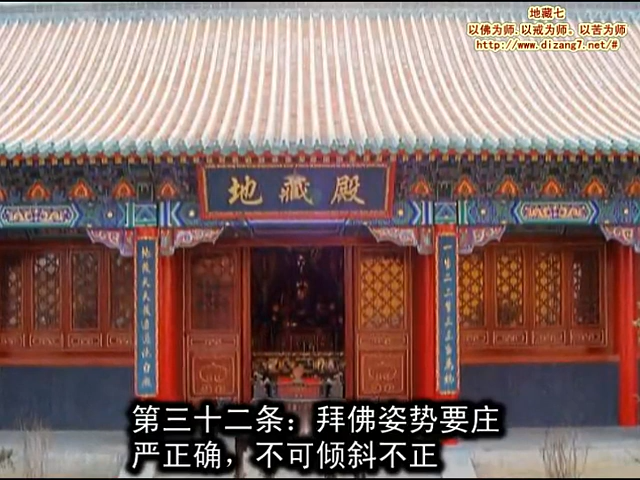 地藏七
以佛为师.以戒为师。以苦为师
http://www.dizang7.net/#
地藏殿
第三十二条：拜佛姿势要庄
严正确，不可倾斜不正